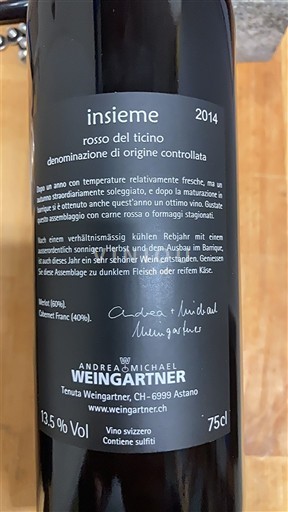 insieme 2014
rosso del ticino
denominazione di origine controllata
Dopo un anno con temperature relativamente fresche, ma un
autunno straordiariamente soleggiato, e dopo la maturazione in
barrique si è ottenuto anche quest'anno un ottimo vino. Gustate
questo assemblaggio con carne rossa o formaggi stagionati.
Nach einem verhältnismässig kühlen Rebjahr mit einem
ausserordentlich sonnigen Herbst und dem Ausbau im Barrique,
ist auch dieses Jahr ein sehr schöner Wein entstanden. Geniessen
Sie diese Assemblage zu dunklem Fleisch oder reifem Käse.
Merlot (60%).
Cabernet Franc (40%).
Andrea + Michael
Weingartner
ANDREA & MICHAEL
WEINGARTNER
Tenuta Weingartner, CH-6999 Astano
www.weingartner.ch
13.5 % Vol Vino svizzero 75cl
Contiene sulfiti